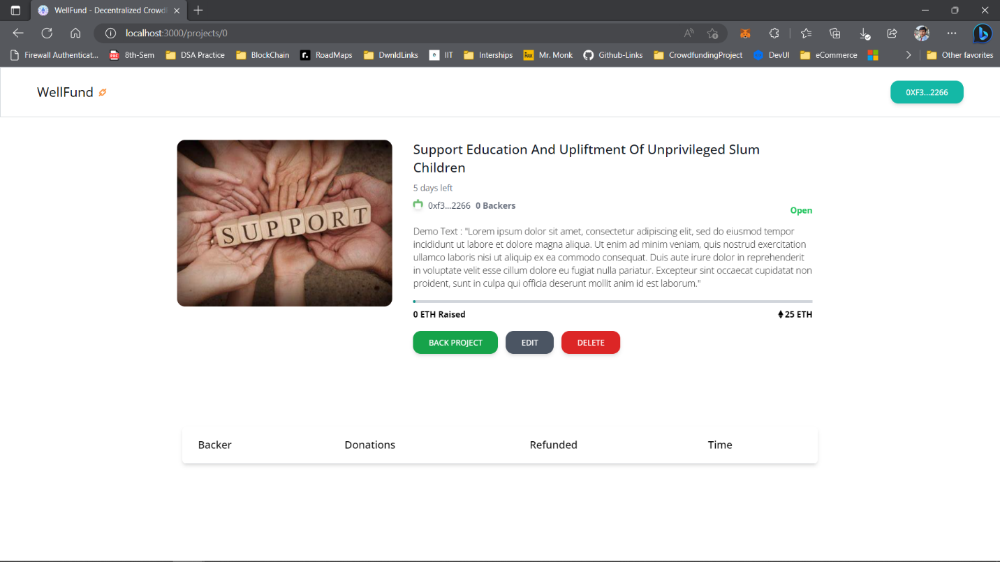 WellFund - Decentralized Crowdf
localhost:3000/projects/0
Firewall Authenticat...
8th-Sem
DSA Practice
BlockChain
RoadMaps
DwnldLinks
IIT
Interships
Mr. Monk
Github-Links
CrowdfundingProject
DevUI
eCommerce
Other favorites
WellFund
0XF3...2266
Support Education And Upliftment Of Unprivileged Slum
Children
5 days left
0xf3...2266 0 Backers
Open
SUPPORT
Demo Text : "Lorem ipsum dolor sit amet, consectetur adipiscing elit, sed do eiusmod tempor
incididunt ut labore et dolore magna aliqua. Ut enim ad minim veniam, quis nostrud exercitation
ullamco laboris nisi ut aliquip ex ea commodo consequat. Duis aute irure dolor in reprehenderit
in voluptate velit esse cillum dolore eu fugiat nulla pariatur. Excepteur sint occaecat cupidatat non
proident, sunt in culpa qui officia deserunt mollit anim id est laborum."
0 ETH Raised
25 ETH
BACK PROJECT
EDIT
DELETE
Backer
Donations
Refunded
Time